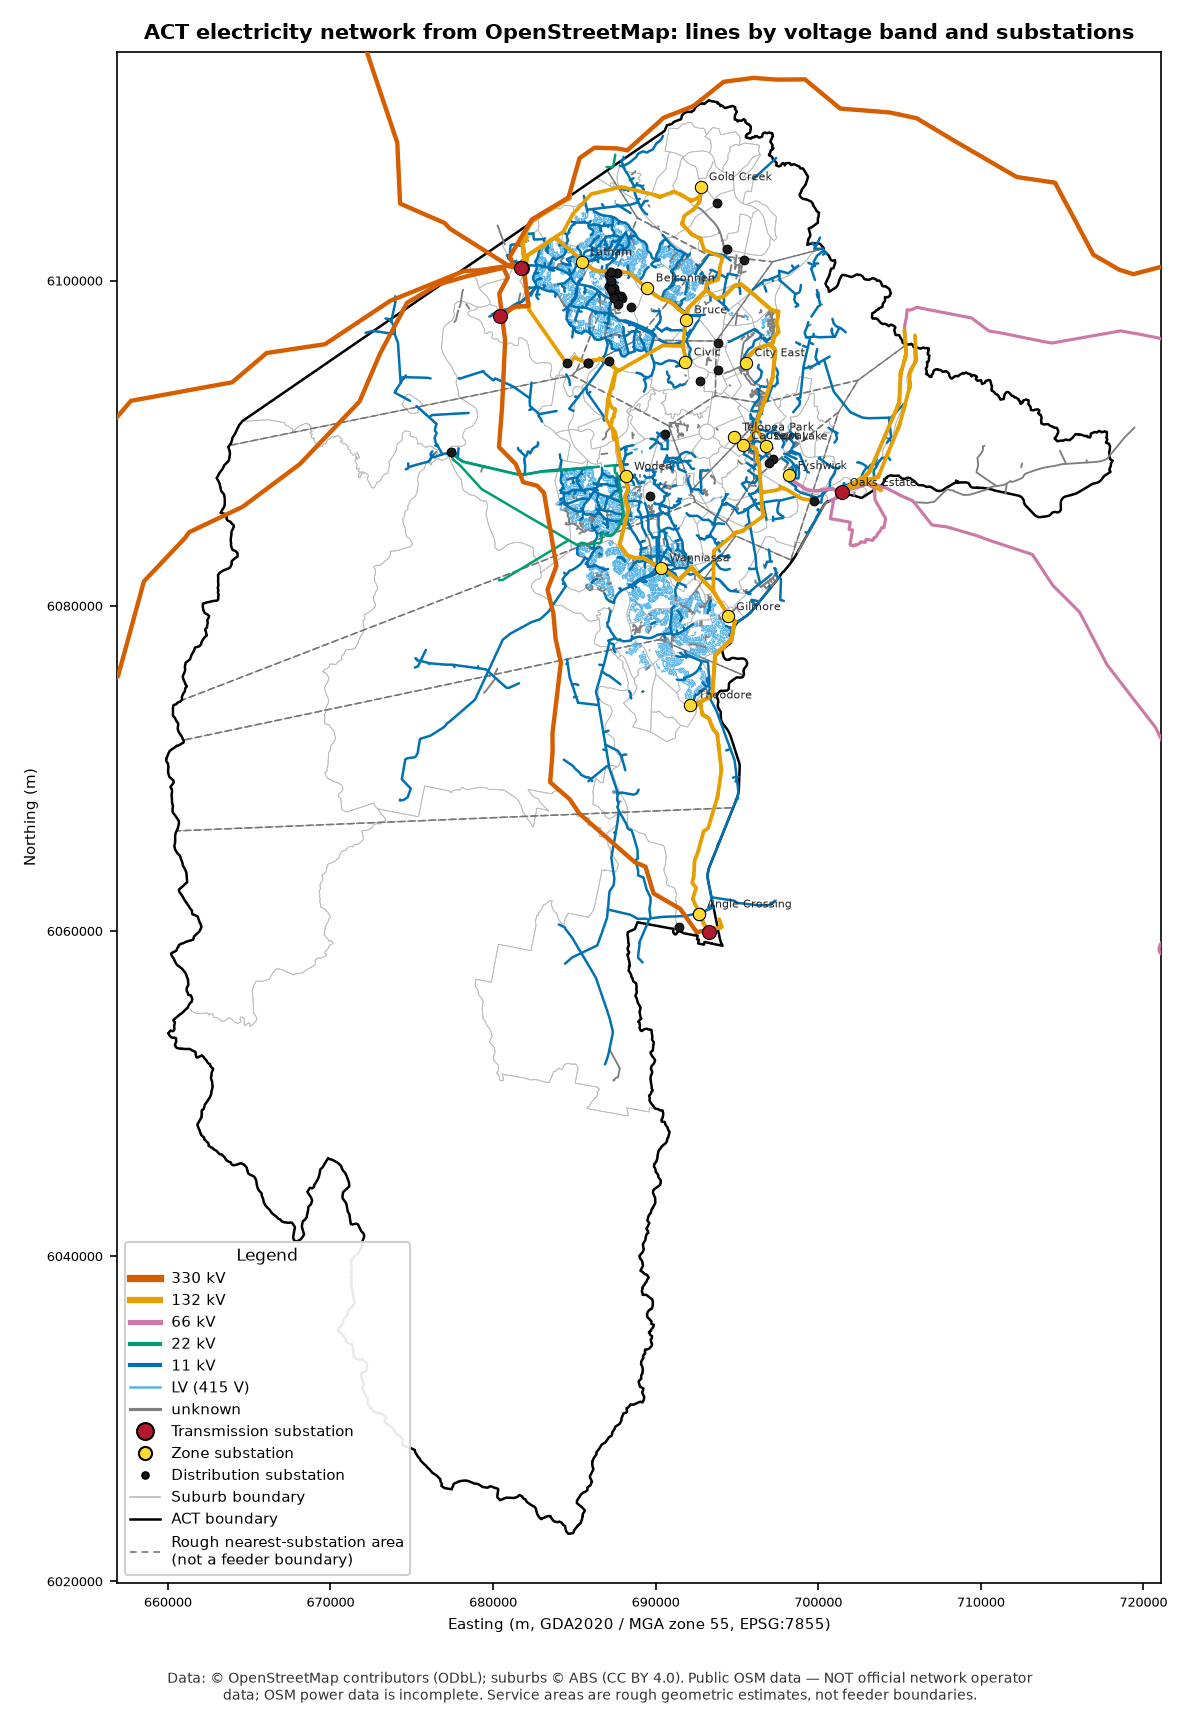 ACT electricity network from OpenStreetMap: lines by voltage band and substations
Gold Creek
Latham
Belconnen
Bruce
Civic
City East
Telopea Park
Causeway
East Lake
Fyshwick
Woden
Oaks Estate
Wanniassa
Gilmore
Theodore
Angle Crossing
Northing (m)
6100000
6080000
6060000
6040000
6020000
Legend
330 kV
132 kV
66 kV
22 kV
11 kV
LV (415 V)
unknown
Transmission substation
Zone substation
Distribution substation
Suburb boundary
ACT boundary
Rough nearest-substation area
(not a feeder boundary)
660000
670000
680000
690000
700000
710000
720000
Easting (m, GDA2020 / MGA zone 55, EPSG:7855)
Data: © OpenStreetMap contributors (ODbL); suburbs © ABS (CC BY 4.0). Public OSM data — NOT official network operator
data; OSM power data is incomplete. Service areas are rough geometric estimates, not feeder boundaries.